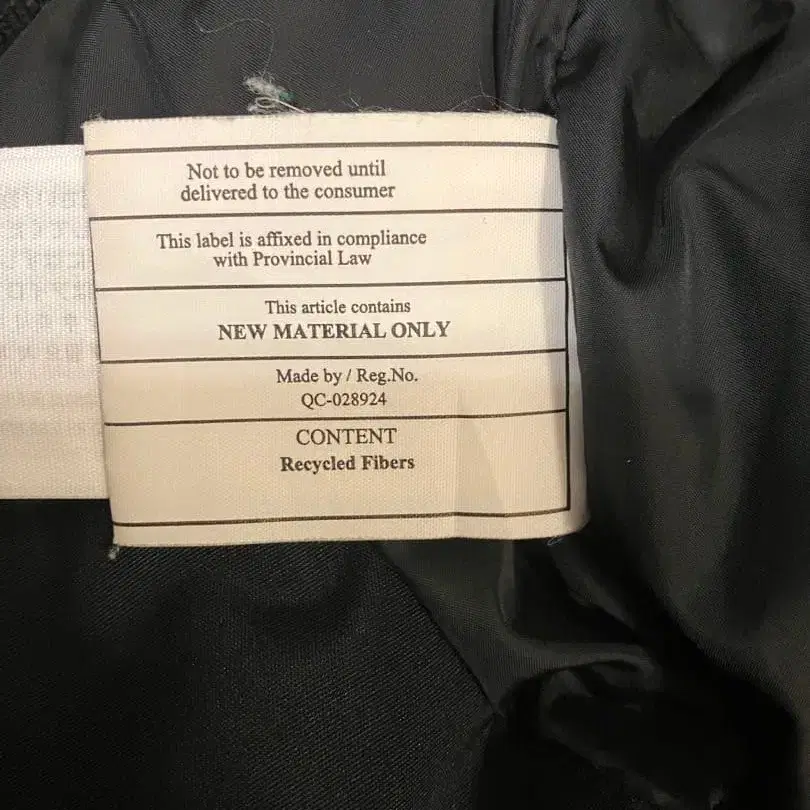 Not to be removed until
delivered to the consumer
This label is affixed in compliance
with Provincial Law
This article contains
NEW MATERIAL ONLY
Made by / Reg.No.
QC-028924
CONTENT
Recycled Fibers